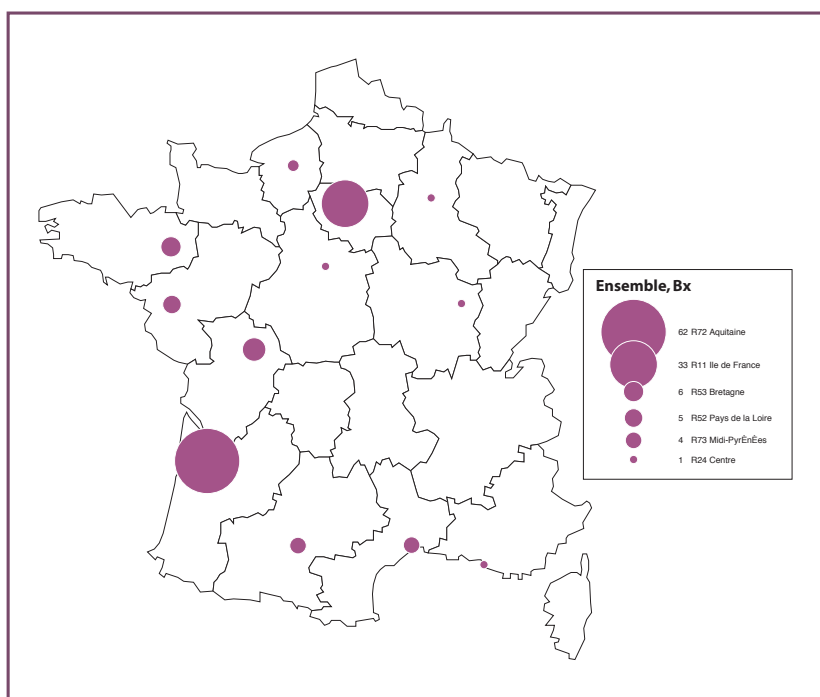 Ensemble, Bx
62 R72 Aquitaine
33 R11 Ile de France
6 R53 Bretagne
5 R52 Pays de la Loire
4 R73 Midi-PyrÈnÈes
1 R24 Centre